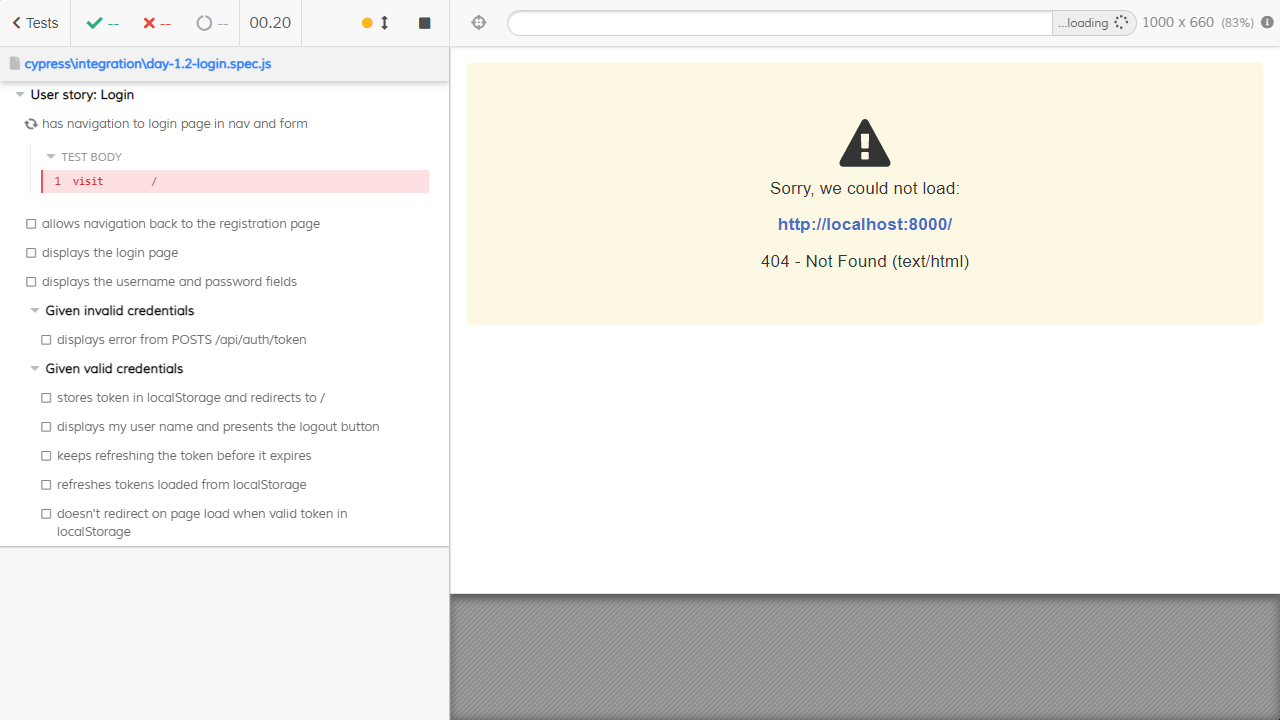 Tests
--
--
--
00.20
...loading
1000 x 660 (83%)
cypress\integration\day-1.2-login.spec.js
User story: Login
has navigation to login page in nav and form
TEST BODY
1 visit /
allows navigation back to the registration page
displays the login page
displays the username and password fields
Given invalid credentials
displays error from POSTS /api/auth/token
Given valid credentials
stores token in localStorage and redirects to /
displays my user name and presents the logout button
keeps refreshing the token before it expires
refreshes tokens loaded from localStorage
doesn't redirect on page load when valid token in
localStorage
Sorry, we could not load:
http://localhost:8000/
404 - Not Found (text/html)